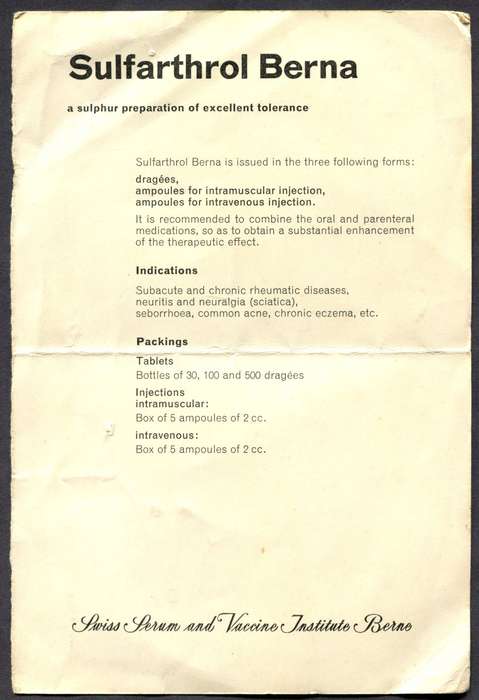 Sulfarthrol Berna
a sulphur preparation of excellent tolerance
Sulfarthrol Berna is issued in the three following forms:
dragées,
ampoules for intramuscular injection,
ampoules for intravenous injection.
It is recommended to combine the oral and parenteral
medications, so as to obtain a substantial enhancement
of the therapeutic effect.
Indications
Subacute and chronic rheumatic diseases,
neuritis and neuralgia (sciatica),
seborrhoea, common acne, chronic eczema, etc.
Packings
Tablets
Bottles of 30, 100 and 500 dragées
Injections
intramuscular:
Box of 5 ampoules of 2 cc.
intravenous:
Box of 5 ampoules of 2 cc.
Swiss Serum and Vaccine Institute Berne